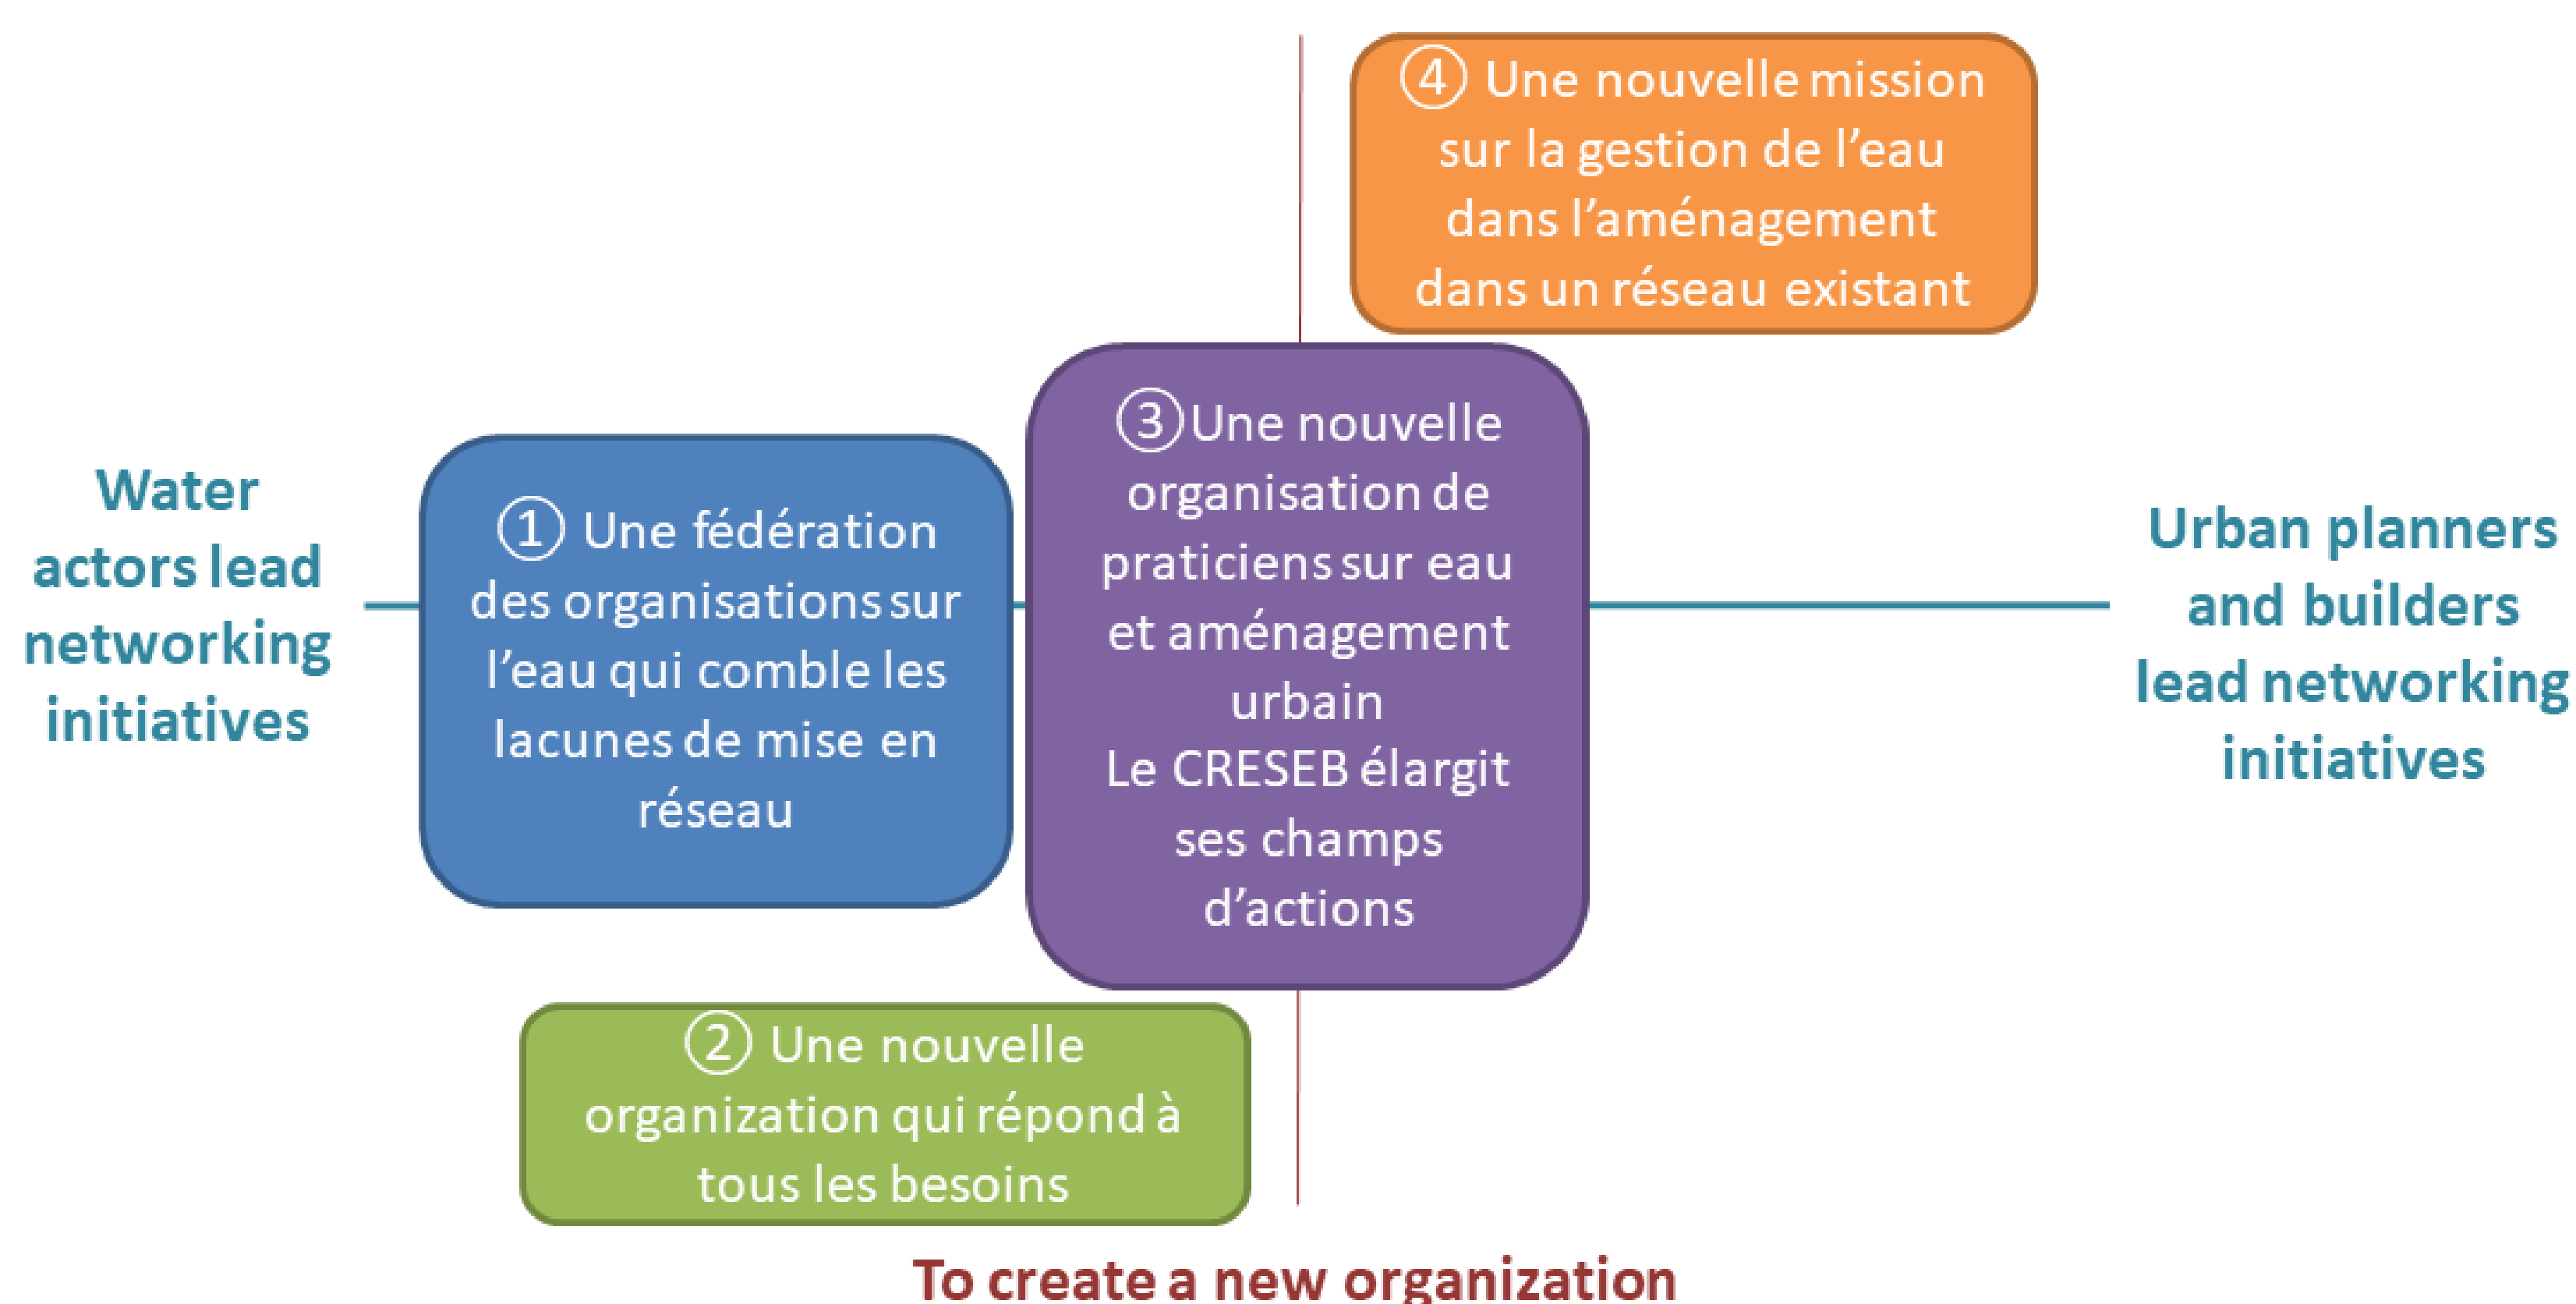 ④ Une nouvelle mission
sur la gestion de l’eau
dans l’aménagement
dans un réseau existant
Water
actors lead
networking
initiatives
① Une fédération
des organisations sur
l’eau qui comble les
lacunes de mise en
réseau
③Une nouvelle
organisation de
praticiens sur eau
et aménagement
urbain
Le CRESEB élargit
ses champs
d’actions
Urban planners
and builders
lead networking
initiatives
② Une nouvelle
organization qui répond à
tous les besoins
To create a new organization